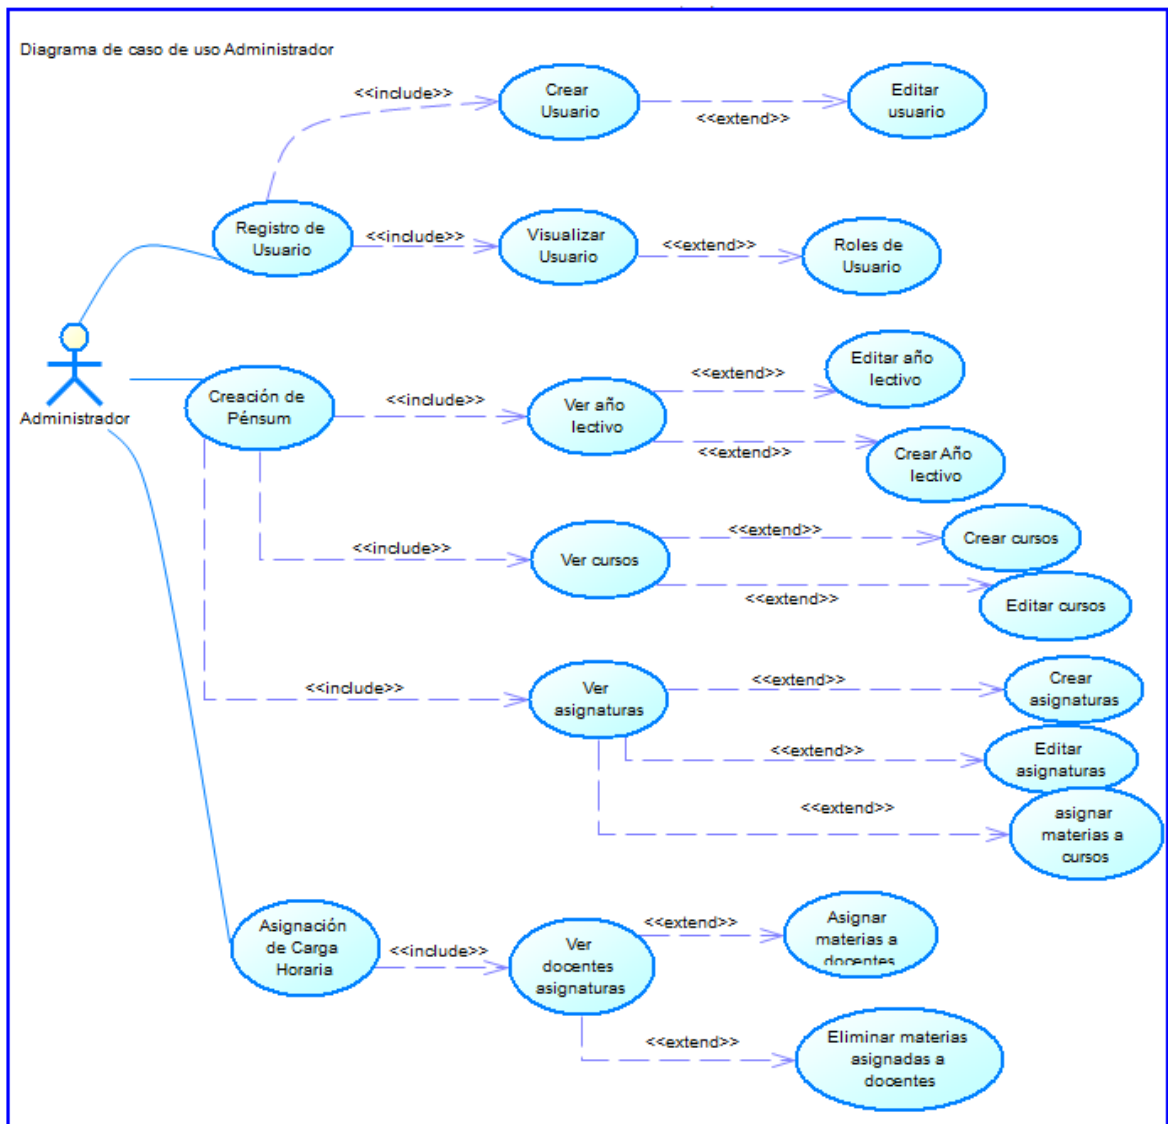 Diagrama de caso de uso Administrador
<<include>>
Crear
Usuario
<<extend>>
Editar
usuario
Registro de
Usuario
<<include>>
Visualizar
Usuario
<<extend>>
Roles de
Usuario
Administrador
Creación de
Pénsum
<<include>>
Ver año
lectivo
<<extend>>
Editar año
lectivo
<<extend>>
Crear Año
lectivo
<<include>>
Ver cursos
<<extend>>
Crear cursos
<<extend>>
Editar cursos
<<include>>
Ver
asignaturas
<<extend>>
Crear
asignaturas
<<extend>>
Editar
asignaturas
<<extend>>
asignar
materias a
cursos
Asignación
de Carga
Horaria
<<include>>
Ver
docentes
asignaturas
<<extend>>
Asignar
materias a
docentes
<<extend>>
Eliminar materias
asignadas a
docentes